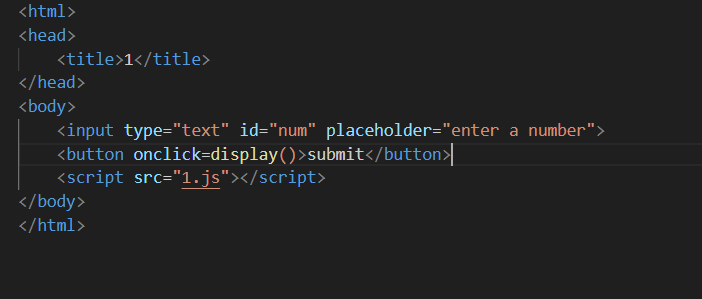 <html>
<head>
<title>1</title>
</head>
<body>
<input type="text" id="num" placeholder="enter a number">
<button onclick=display()>submit</button>
<script src="1.js"></script>
</body>
</html>